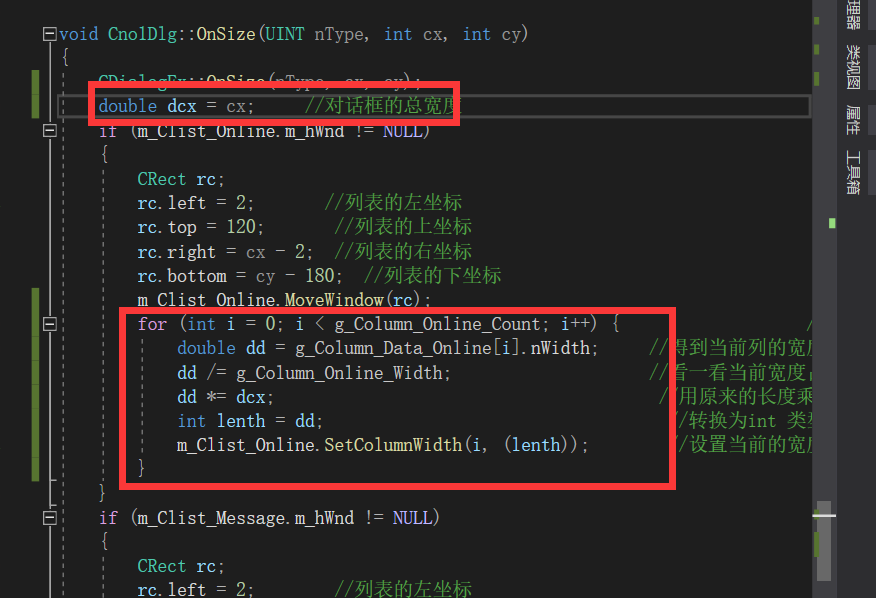 void Cno1Dlg::OnSize(UINT nType, int cx, int cy)
{
CDialogEx::OnSize(nType, cx, cy);
double dcx = cx;     //对话框的总宽度
if (m_Clist_Online.m_hWnd != NULL)
{
CRect rc;
rc.left = 2;       //列表的左坐标
rc.top = 120;       //列表的上坐标
rc.right = cx - 2;  //列表的右坐标
rc.bottom = cy - 180;  //列表的下坐标
m_Clist_Online.MoveWindow(rc);
for (int i = 0; i < g_Column_Online_Count; i++) {
double dd = g_Column_Data_Online[i].nWidth;     //得到当前列的宽度
dd /= g_Column_Online_Width;                    //看一看当前宽度
dd *= dcx;                                       //用原来的长度乘
int lenth = dd;                                   //转换为int 类型
m_Clist_Online.SetColumnWidth(i, (lenth));        //设置当前的宽度
}
}
if (m_Clist_Message.m_hWnd != NULL)
{
CRect rc;
rc.left = 2;        //列表的左坐标
理器
类视图
属性
工具箱